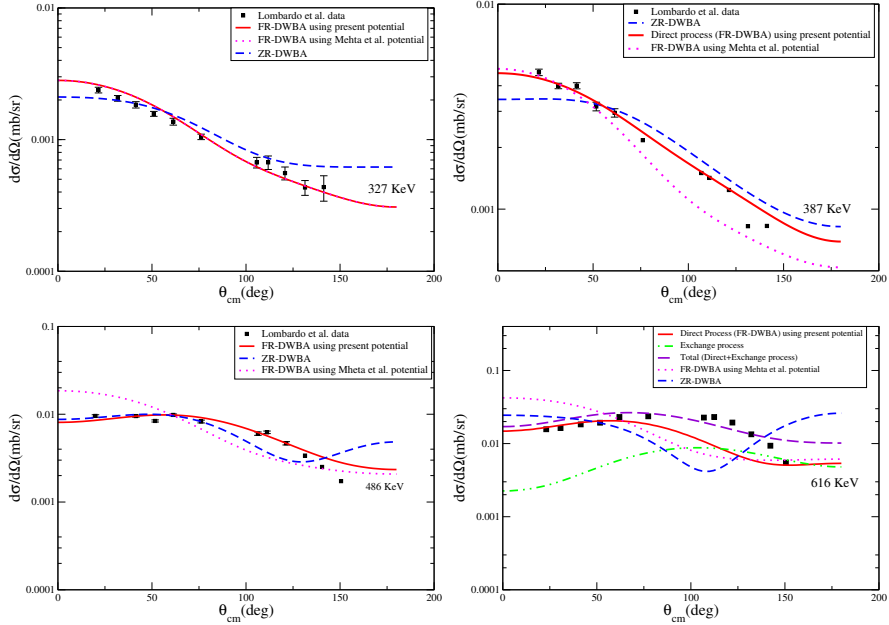 0.01
0.001
0.0001
dσ/dΩ(mb/sr)
Lombardo et al. data
FR-DWBA using present potential
FR-DWBA using Mehta et al. potential
ZR-DWBA
327 KeV
0 50 100 150 200
θcm(deg)
0.001
dσ/dΩ(mb/sr)
Lombardo et al. data
ZR-DWBA
Direct process (FR-DWBA) using present potential
FR-DWBA using Mehta et al. potential
387 KeV
0 50 100 150 200
θcm(deg)
0.1
0.01
0.001
0.0001
dσ/dΩ(mb/sr)
Lombardo et al. data
FR-DWBA using present potential
ZR-DWBA
FR-DWBA using Mheta et al. potential
486 KeV
0 50 100 150 200
θcm(deg)
0.1
0.01
0.001
0.0001
dσ/dΩ(mb/sr)
Direct Process (FR-DWBA) using present potential
Exchange process
Total (Direct+Exchange process)
FR-DWBA using Mehta et al. potential
ZR-DWBA
616 KeV
0 50 100 150 200
θcm(deg)